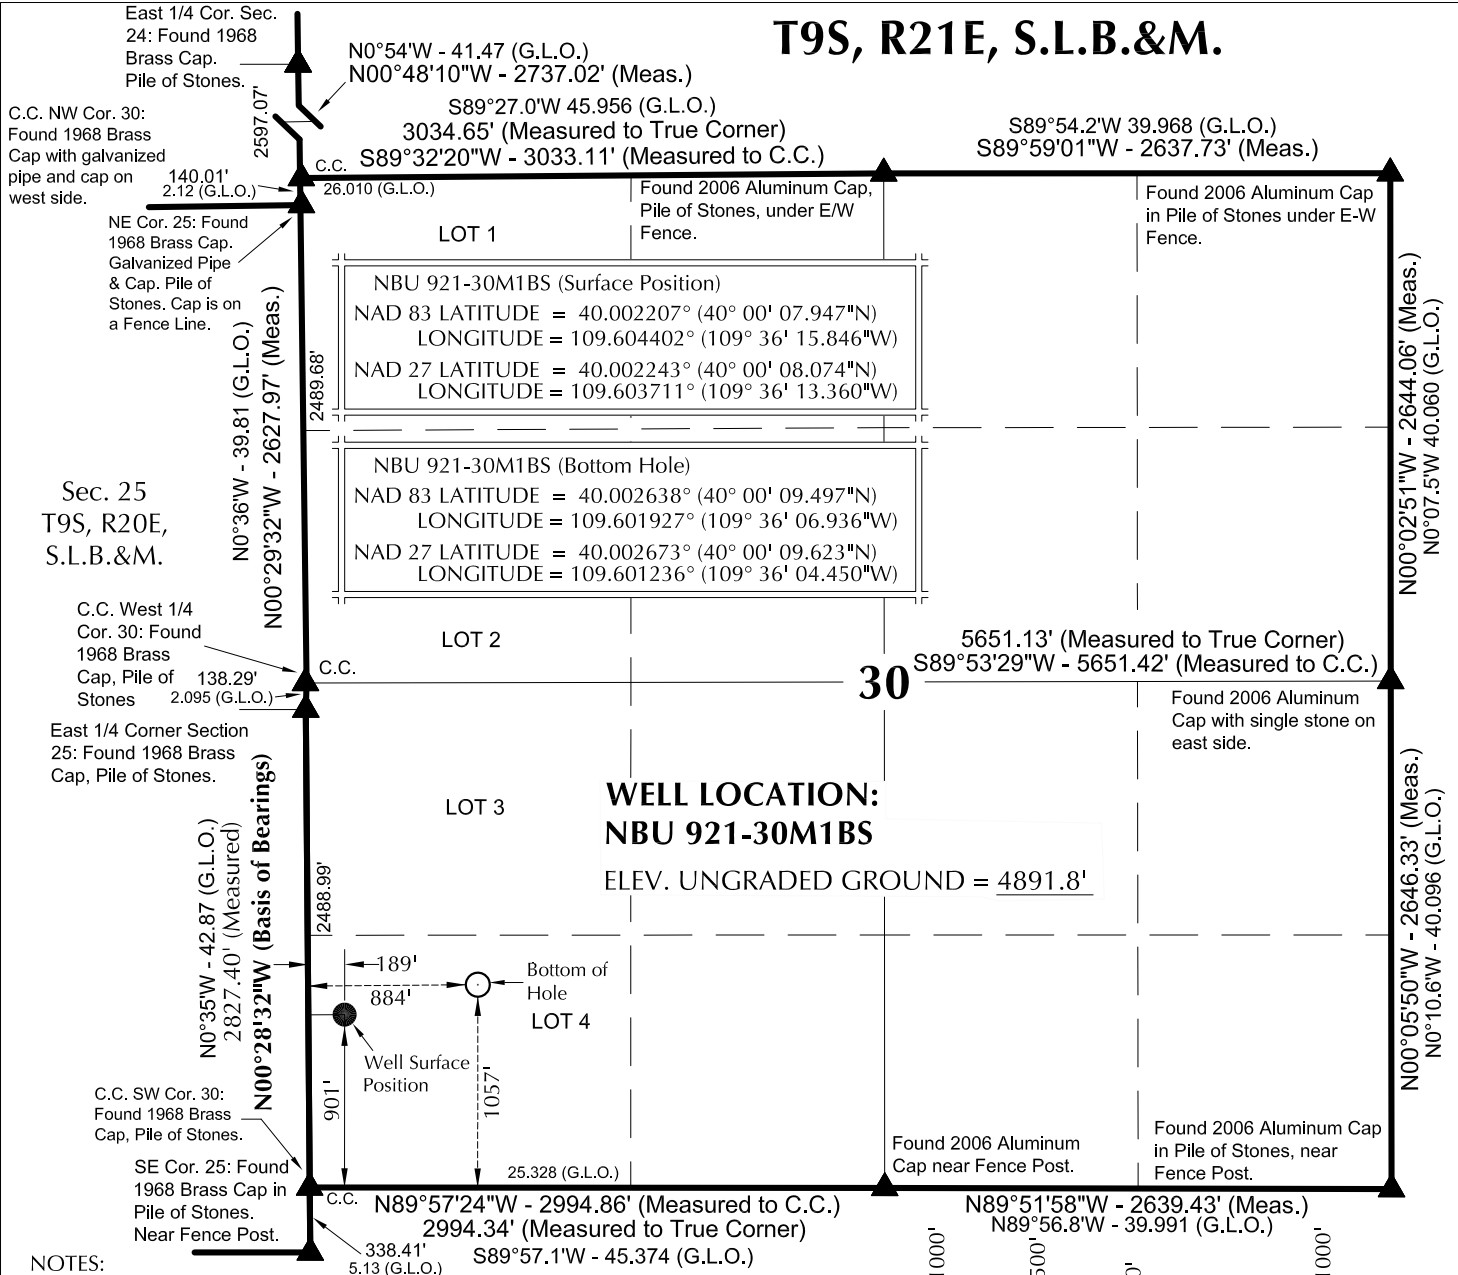 T9S, R21E, S.L.B.&M.
East 1/4 Cor. Sec.
24: Found 1968
Brass Cap.
Pile of Stones.
N0°54'W - 41.47 (G.L.O.)
N00°48'10"W - 2737.02' (Meas.)
2597.07'
C.C. NW Cor. 30:
Found 1968 Brass
Cap with galvanized
pipe and cap on
west side.
140.01'
2.12 (G.L.O.)
S89°27.0'W 45.956 (G.L.O.)
3034.65' (Measured to True Corner)
S89°32'20"W - 3033.11' (Measured to C.C.)
S89°54.2'W 39.968 (G.L.O.)
S89°59'01"W - 2637.73' (Meas.)
C.C.
26.010 (G.L.O.)
Found 2006 Aluminum Cap,
Pile of Stones, under E/W
Fence.
Found 2006 Aluminum Cap
in Pile of Stones under E-W
Fence.
NE Cor. 25: Found
1968 Brass Cap.
Galvanized Pipe
& Cap. Pile of
Stones. Cap is on
a Fence Line.
LOT 1
NBU 921-30M1BS (Surface Position)
NAD 83 LATITUDE = 40.002207° (40° 00' 07.947"N)
LONGITUDE = 109.604402° (109° 36' 15.846"W)
NAD 27 LATITUDE = 40.002243° (40° 00' 08.074"N)
LONGITUDE = 109.603711° (109° 36' 13.360"W)
N0°36'W - 39.81 (G.L.O.)
N00°29'32"W - 2627.97' (Meas.)
2489.68'
N00°02'51"W - 2644.06' (Meas.)
N0°07.5'W 40.060 (G.L.O.)
NBU 921-30M1BS (Bottom Hole)
NAD 83 LATITUDE = 40.002638° (40° 00' 09.497"N)
LONGITUDE = 109.601927° (109° 36' 06.936"W)
NAD 27 LATITUDE = 40.002673° (40° 00' 09.623"N)
LONGITUDE = 109.601236° (109° 36' 04.450"W)
Sec. 25
T9S, R20E,
S.L.B.&M.
C.C. West 1/4
Cor. 30: Found
1968 Brass
Cap, Pile of
Stones
138.29'
2.095 (G.L.O.)
C.C.
LOT 2
30
5651.13' (Measured to True Corner)
S89°53'29"W - 5651.42' (Measured to C.C.)
Found 2006 Aluminum
Cap with single stone on
east side.
East 1/4 Corner Section
25: Found 1968 Brass
Cap, Pile of Stones.
LOT 3
WELL LOCATION:
NBU 921-30M1BS
ELEV. UNGRADED GROUND = 4891.8'
N0°35'W - 42.87 (G.L.O.)
2827.40' (Measured)
N00°28'32"W (Basis of Bearings)
2488.99'
N00°05'50"W - 2646.33' (Meas.)
N0°10.6'W - 40.096 (G.L.O.)
189'
884'
Bottom of
Hole
LOT 4
Well Surface
Position
901'
1057'
C.C. SW Cor. 30:
Found 1968 Brass
Cap, Pile of Stones.
SE Cor. 25: Found
1968 Brass Cap in
Pile of Stones.
Near Fence Post.
Found 2006 Aluminum
Cap near Fence Post.
Found 2006 Aluminum Cap
in Pile of Stones, near
Fence Post.
25.328 (G.L.O.)
C.C.
N89°57'24"W - 2994.86' (Measured to C.C.)
2994.34' (Measured to True Corner)
S89°57.1'W - 45.374 (G.L.O.)
N89°51'58"W - 2639.43' (Meas.)
N89°56.8'W - 39.991 (G.L.O.)
338.41'
5.13 (G.L.O.)
NOTES:
1000'
500'
0'
1000'